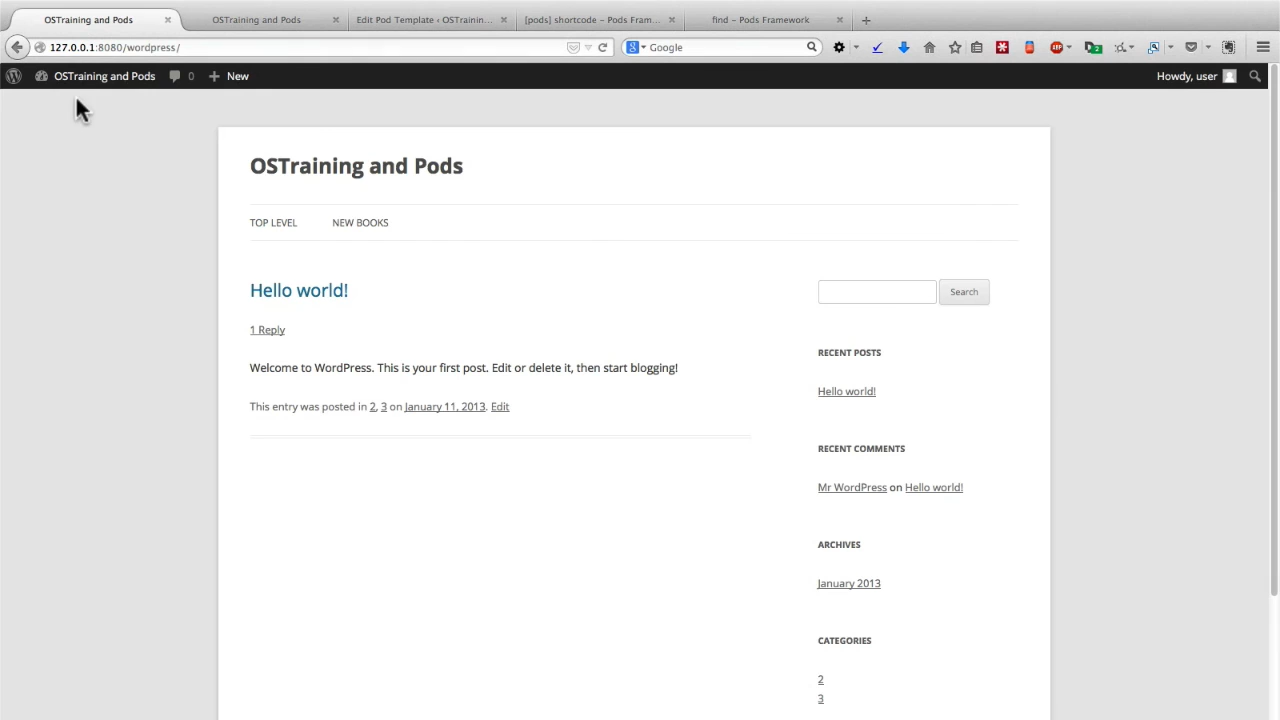 OSTraining and Pods
OSTraining and Pods
Edit Pod Template ‹ OSTrainin...
[pods] shortcode – Pods Fram...
find – Pods Framework
127.0.0.1:8080/wordpress/
Google
OSTraining and Pods
0
New
Howdy, user
OSTraining and Pods
TOP LEVEL
NEW BOOKS
Hello world!
1 Reply
Welcome to WordPress. This is your first post. Edit or delete it, then start blogging!
This entry was posted in 2, 3 on January 11, 2013. Edit
Search
RECENT POSTS
Hello world!
RECENT COMMENTS
Mr WordPress on Hello world!
ARCHIVES
January 2013
CATEGORIES
2
3